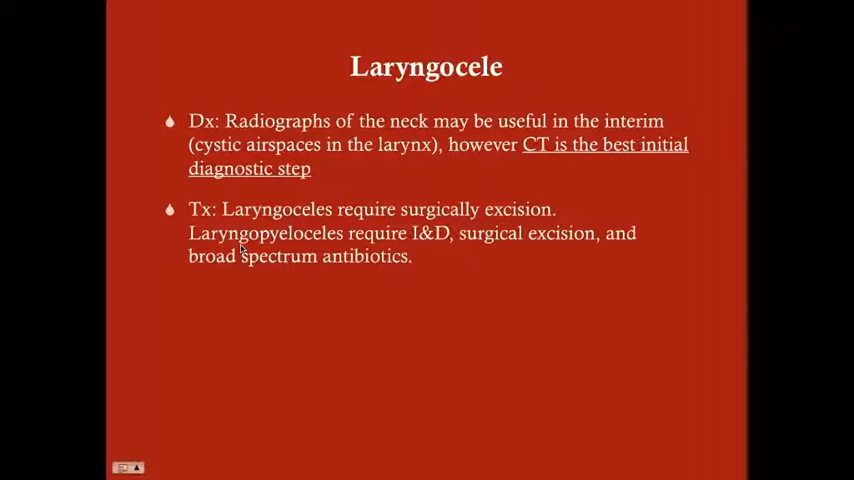 Laryngocele
Dx: Radiographs of the neck may be useful in the interim
(cystic airspaces in the larynx), however CT is the best initial
diagnostic step
Tx: Laryngoceles require surgically excision.
Laryngopyeloceles require I&D, surgical excision, and
broad spectrum antibiotics.